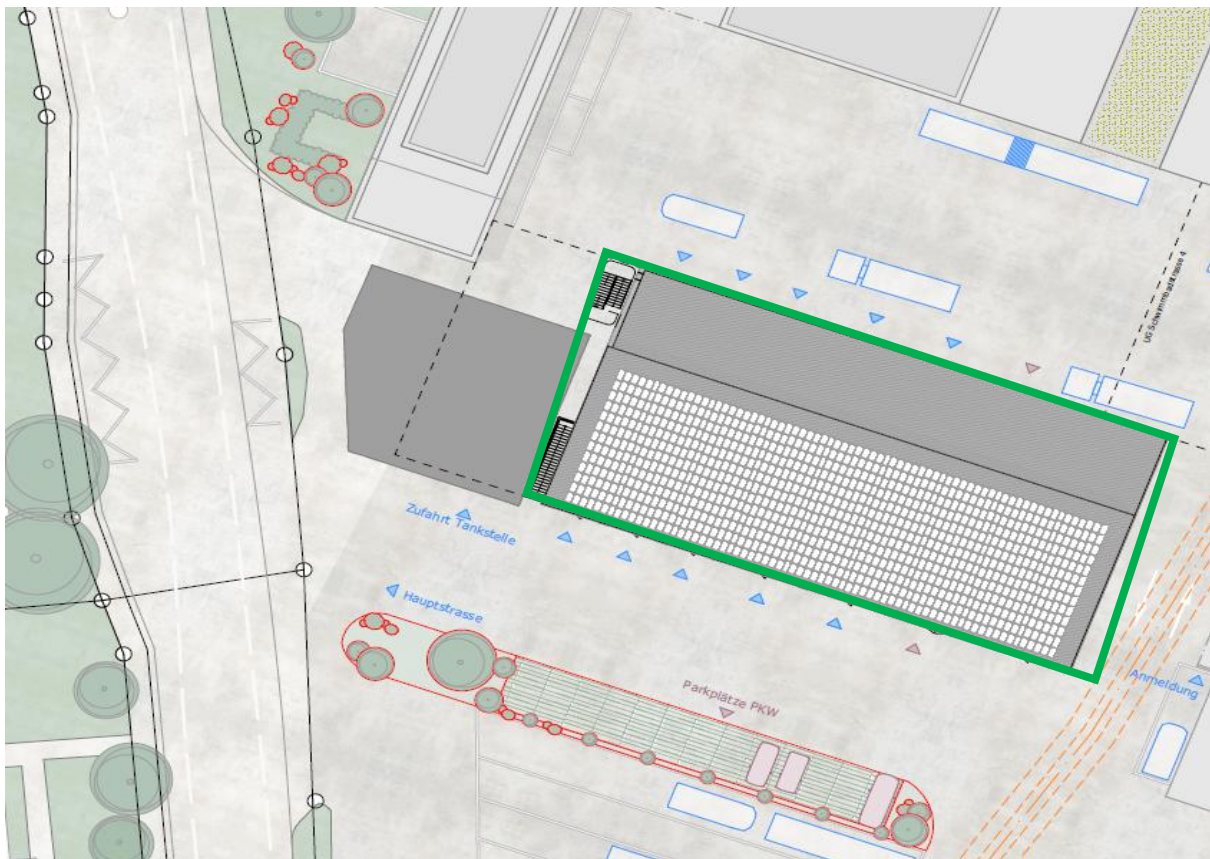 UG Schwimmbadstrasse 4
Zufahrt Tankstelle
Hauptstrasse
Parkplätze PKW
Anmeldung